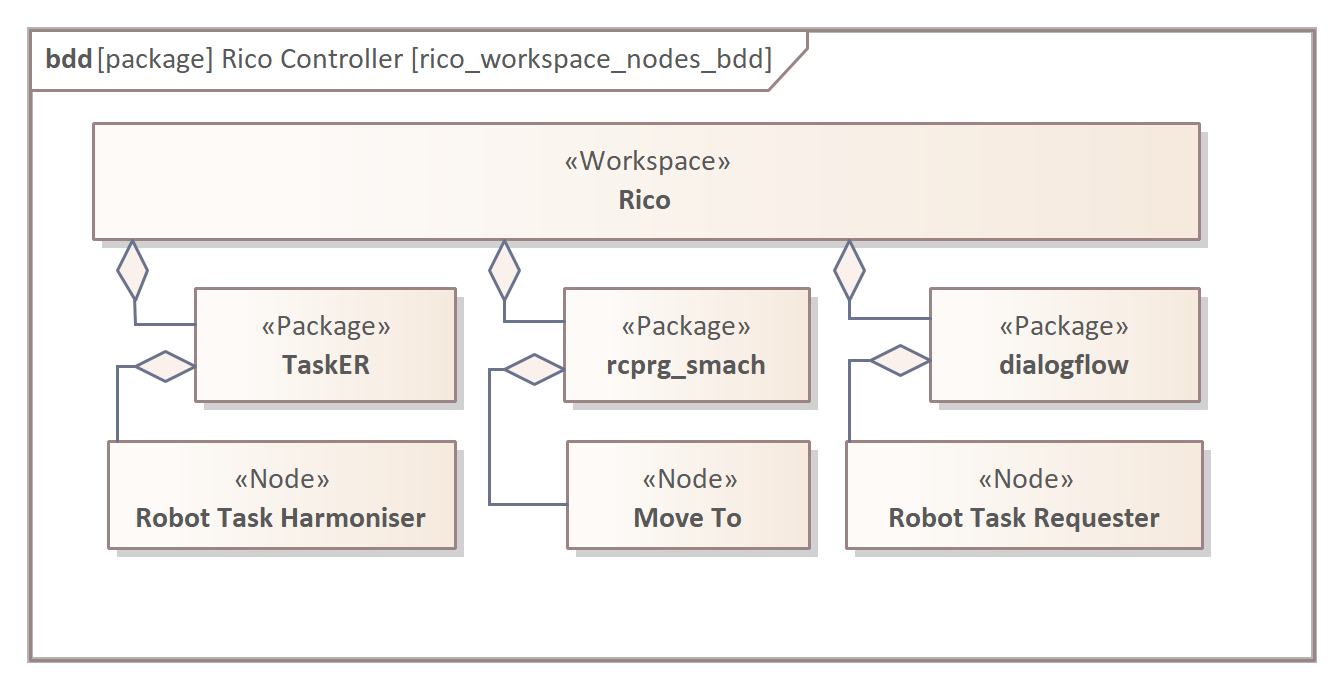 bdd [package] Rico Controller [rico_workspace_nodes_bdd]
«Workspace»
Rico
«Package»
TaskER
«Package»
rcprg_smach
«Package»
dialogflow
«Node»
Robot Task Harmoniser
«Node»
Move To
«Node»
Robot Task Requester